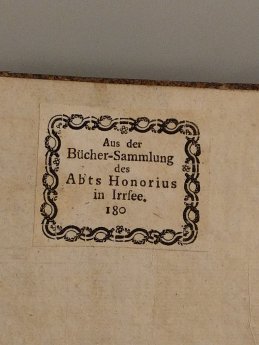 Aus der
Bücher-Sammlung
des
Abts Honorius
in Irrſee.
180